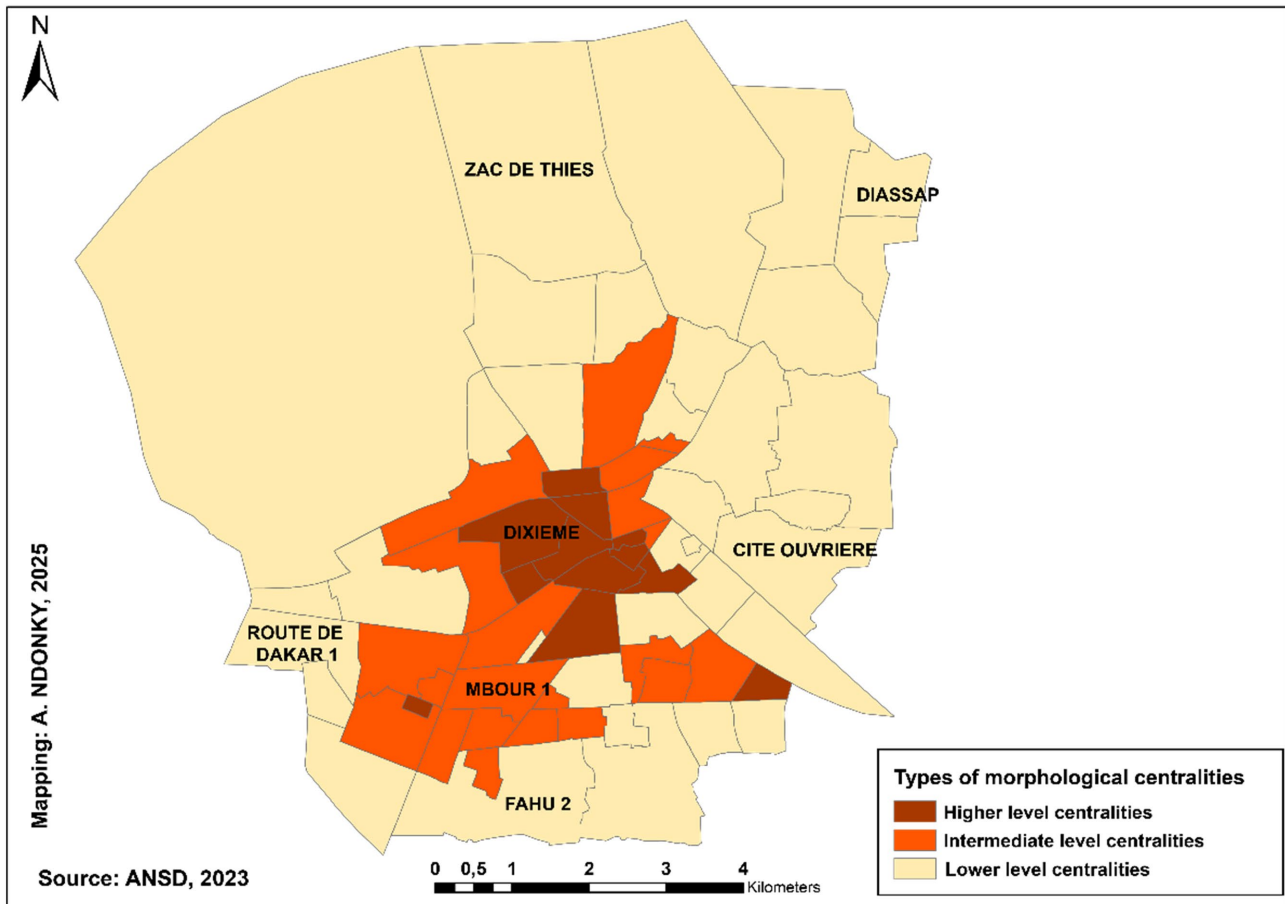 N
ZAC DE THIES
DIASSAP
DIXIEME
CITE OUVRIERE
ROUTE DE
DAKAR 1
MBOUR 1
FAHU 2
Mapping: A. NDONKY, 2025
Source: ANSD, 2023
0 0,5 1 2 3 4
Kilometers
Types of morphological centralities
Higher level centralities
Intermediate level centralities
Lower level centralities